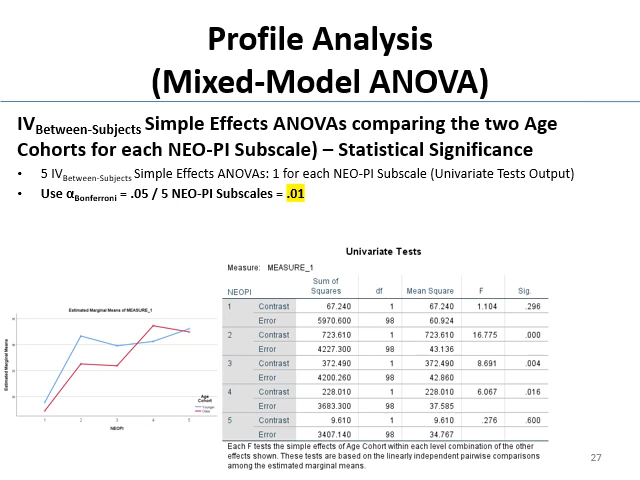 Profile Analysis
(Mixed-Model ANOVA)
IVBetween-Subjects Simple Effects ANOVAs comparing the two Age
Cohorts for each NEO-PI Subscale) – Statistical Significance
• 5 IVBetween-Subjects Simple Effects ANOVAs: 1 for each NEO-PI Subscale (Univariate Tests Output)
• Use αBonferroni = .05 / 5 NEO-PI Subscales = .01
Estimated Marginal Means of MEASURE_1
Estimated Marginal Means
Age
Cohort
Younger
Older
1 2 3 4 5
NEOPI
Univariate Tests
Measure: MEASURE_1
NEOPI Sum of Squares df Mean Square F Sig.
1 Contrast 67.240 1 67.240 1.104 .296
Error 5970.600 98 60.924
2 Contrast 723.610 1 723.610 16.775 .000
Error 4227.300 98 43.136
3 Contrast 372.490 1 372.490 8.691 .004
Error 4200.260 98 42.860
4 Contrast 228.010 1 228.010 6.067 .016
Error 3683.300 98 37.585
5 Contrast 9.610 1 9.610 .276 .600
Error 3407.140 98 34.767
Each F tests the simple effects of Age Cohort within each level combination of the other
effects shown. These tests are based on the linearly independent pairwise comparisons
among the estimated marginal means.
27